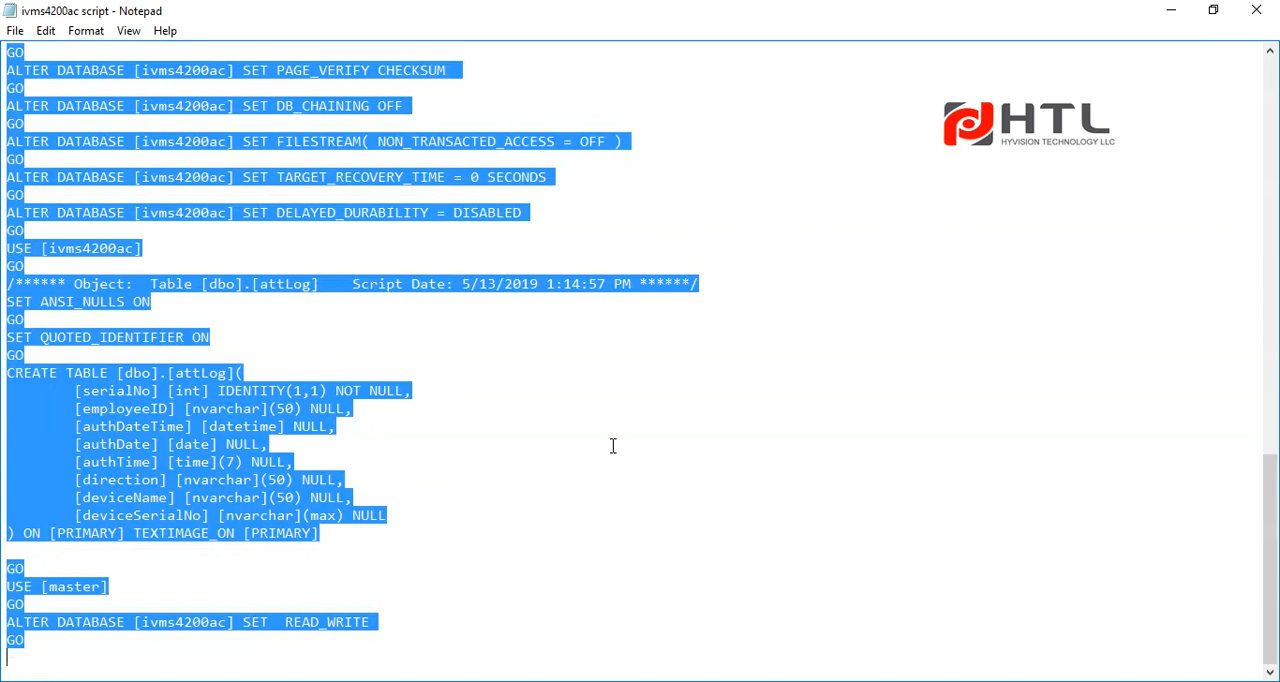 ivms4200ac script - Notepad
File Edit Format View Help
GO
ALTER DATABASE [ivms4200ac] SET PAGE_VERIFY CHECKSUM
GO
ALTER DATABASE [ivms4200ac] SET DB_CHAINING OFF
GO
ALTER DATABASE [ivms4200ac] SET FILESTREAM( NON_TRANSACTED_ACCESS = OFF )
GO
ALTER DATABASE [ivms4200ac] SET TARGET_RECOVERY_TIME = 0 SECONDS
GO
ALTER DATABASE [ivms4200ac] SET DELAYED_DURABILITY = DISABLED
GO
USE [ivms4200ac]
GO
/****** Object:  Table [dbo].[attLog]    Script Date: 5/13/2019 1:14:57 PM ******/
SET ANSI_NULLS ON
GO
SET QUOTED_IDENTIFIER ON
GO
CREATE TABLE [dbo].[attLog](
[serialNo] [int] IDENTITY(1,1) NOT NULL,
[employeeID] [nvarchar](50) NULL,
[authDateTime] [datetime] NULL,
[authDate] [date] NULL,
[authTime] [time](7) NULL,
[direction] [nvarchar](50) NULL,
[deviceName] [nvarchar](50) NULL,
[deviceSerialNo] [nvarchar](max) NULL
) ON [PRIMARY] TEXTIMAGE_ON [PRIMARY]
GO
USE [master]
GO
ALTER DATABASE [ivms4200ac] SET  READ_WRITE
GO
HTL
HYVISION TECHNOLOGY LLC